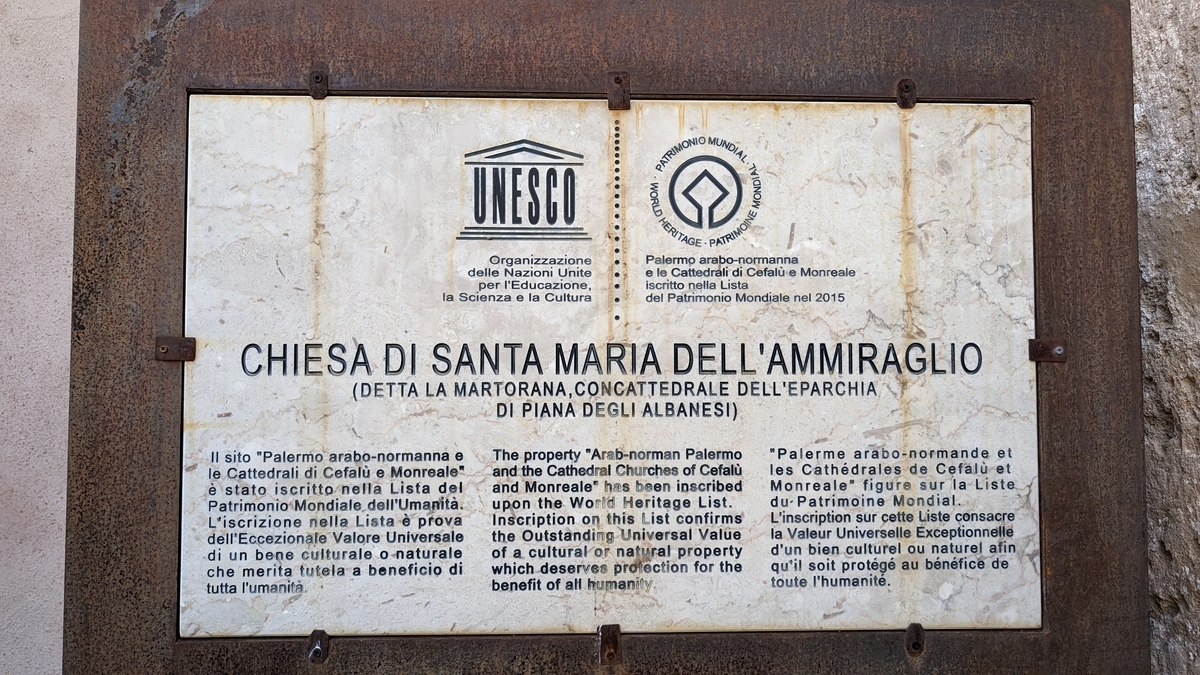 UNESCO
Organizzazione
delle Nazioni Unite
per l'Educazione,
la Scienza e la Cultura
PATRIMONIO MUNDIAL · PATRIMOINE MONDIAL · WORLD HERITAGE ·
Palermo arabo-normanna
e le Cattedrali di Cefalù e Monreale
iscritto nella Lista
del Patrimonio Mondiale nel 2015
CHIESA DI SANTA MARIA DELL'AMMIRAGLIO
(DETTA LA MARTORANA,CONCATTEDRALE DELL'EPARCHIA
DI PIANA DEGLI ALBANESI)
Il sito "Palermo arabo-normanna e
le Cattedrali di Cefalù e Monreale"
è stato iscritto nella Lista del
Patrimonio Mondiale dell'Umanità.
L'iscrizione nella Lista è prova
dell'Eccezionale Valore Universale
di un bene culturale o naturale
che merita tutela a beneficio di
tutta l'umanità.
The property "Arab-norman Palermo
and the Cathedral Churches of Cefalù
and Monreale" has been inscribed
upon the World Heritage List.
Inscription on this List confirms
the Outstanding Universal Value
of a cultural or natural property
which deserves protection for the
benefit of all humanity.
"Palerme arabo-normande et
les Cathédrales de Cefalù et
Monreale" figure sur la Liste
du Patrimoine Mondial.
L'inscription sur cette Liste consacre
la Valeur Universelle Exceptionnelle
d'un bien culturel ou naturel afin
qu'il soit protégé au bénéfice de
toute l'humanité.